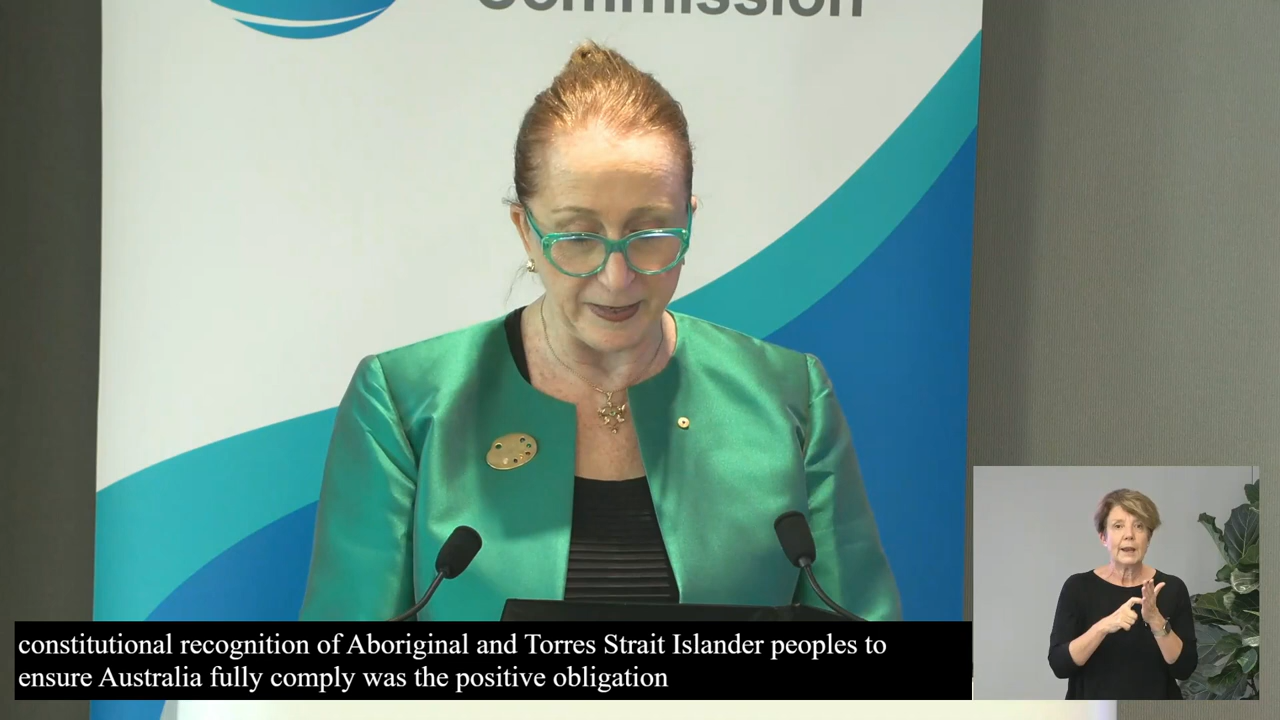 Commission
constitutional recognition of Aboriginal and Torres Strait Islander peoples to
ensure Australia fully comply was the positive obligation